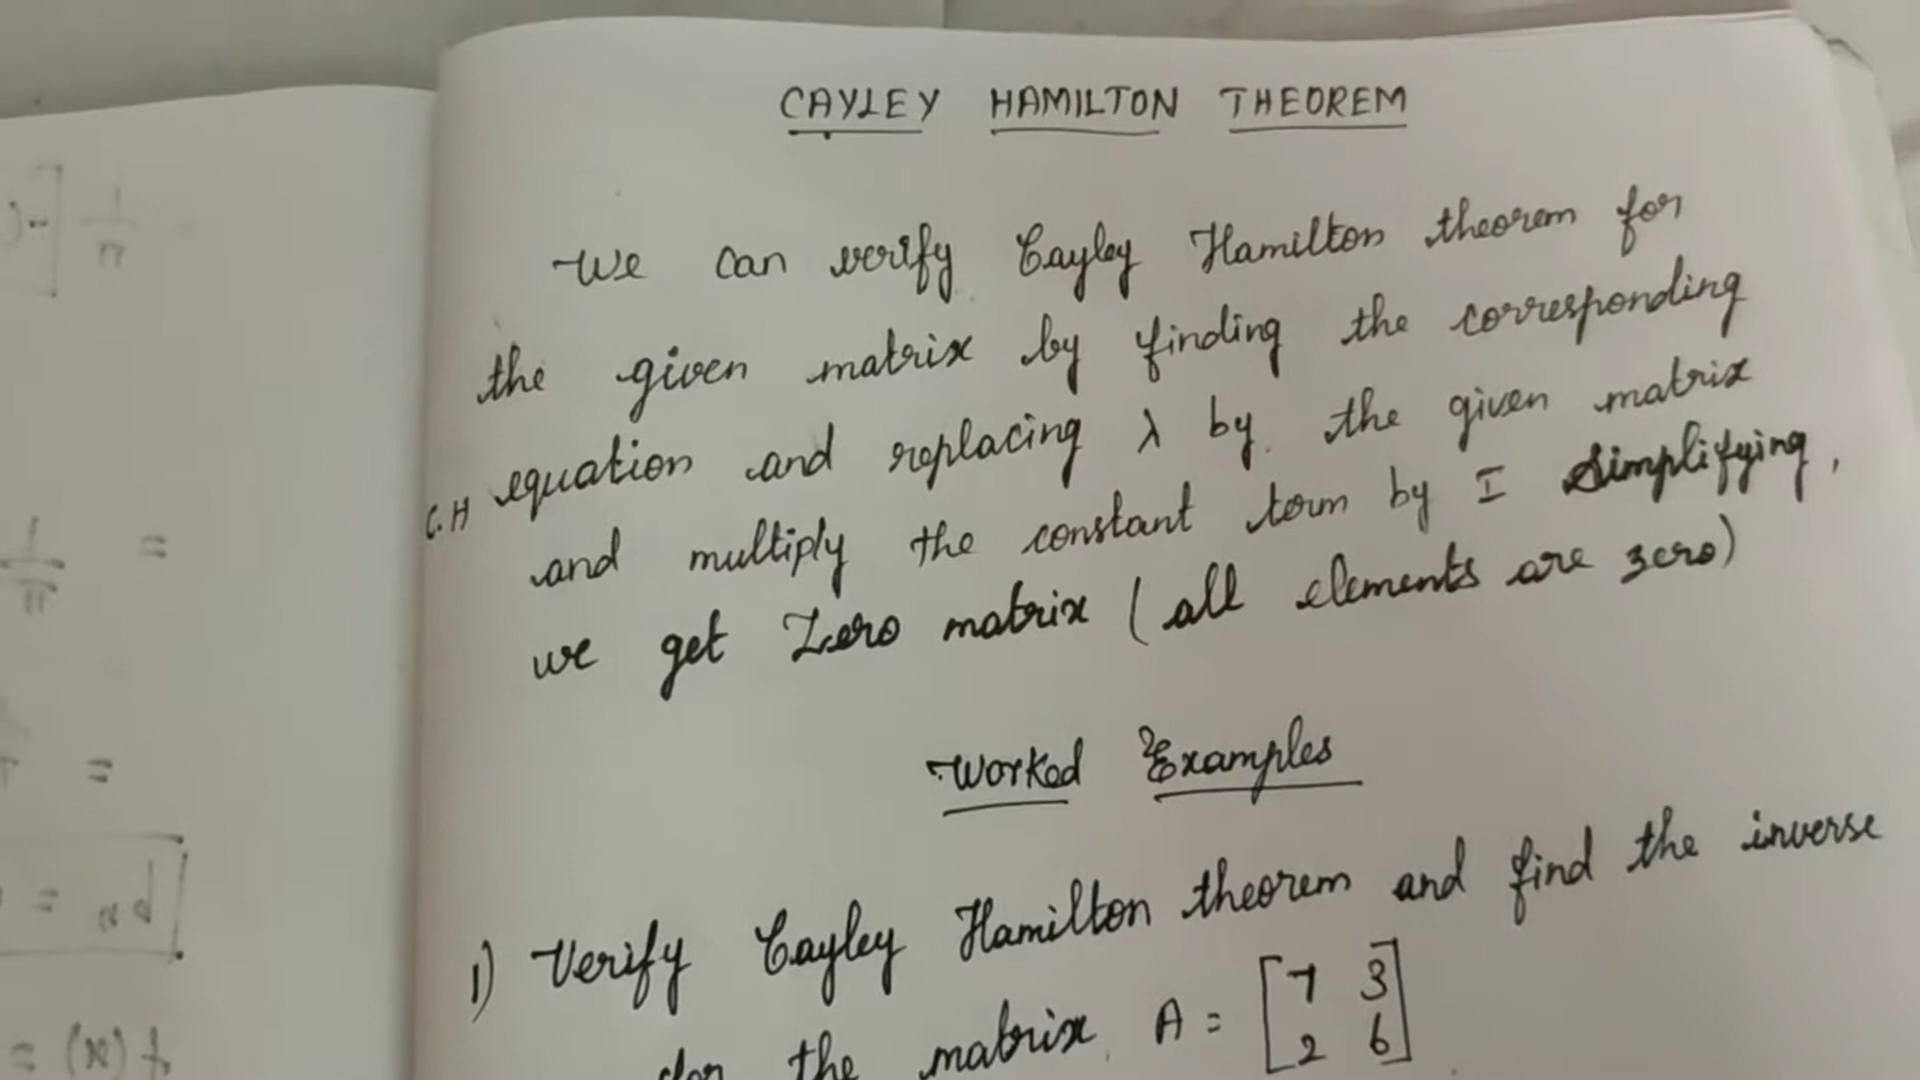 CAYLEY HAMILTON THEOREM
We can verify Cayley Hamilton theorem for
the given matrix by finding the corresponding
C.H equation and replacing λ by the given matrix
and multiply the constant term by I simplifying,
we get Zero matrix (all elements are zero)
Worked Examples
1) Verify Cayley Hamilton theorem and find the inverse
for the matrix A = [7 3
2 6]